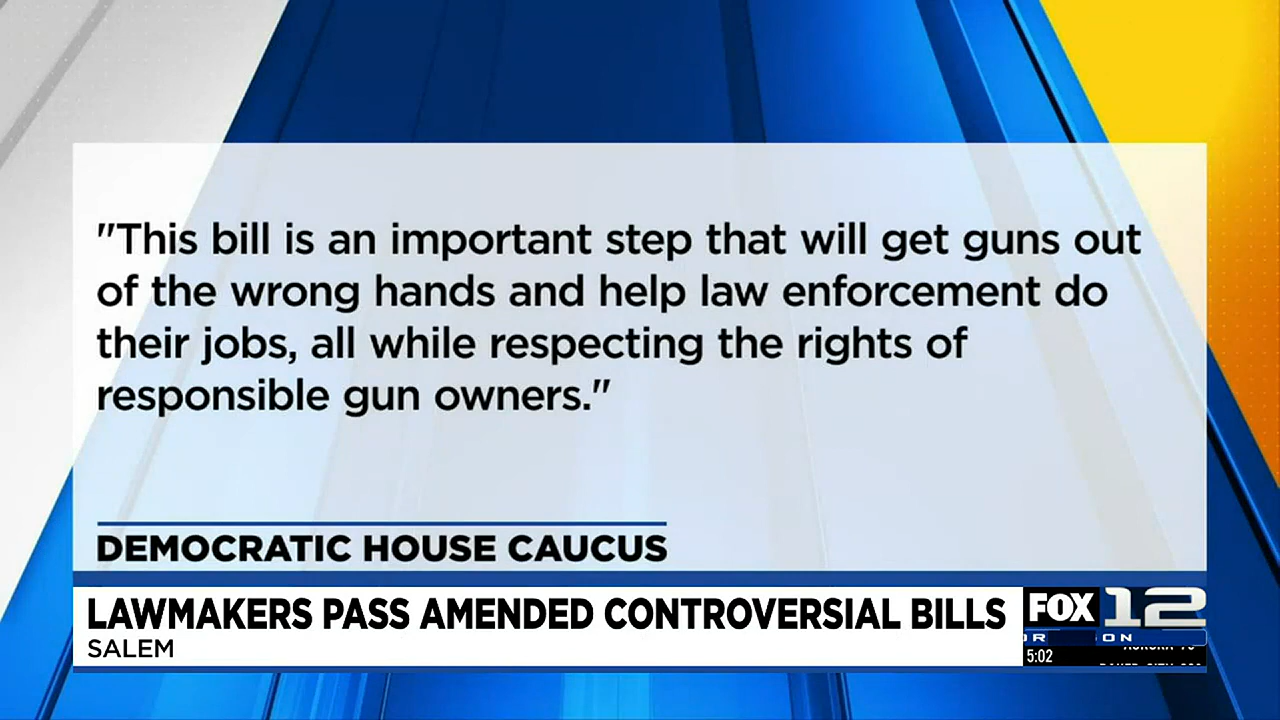 "This bill is an important step that will get guns out
of the wrong hands and help law enforcement do
their jobs, all while respecting the rights of
responsible gun owners."
DEMOCRATIC HOUSE CAUCUS
LAWMAKERS PASS AMENDED CONTROVERSIAL BILLS
SALEM
FOX 12
5:02